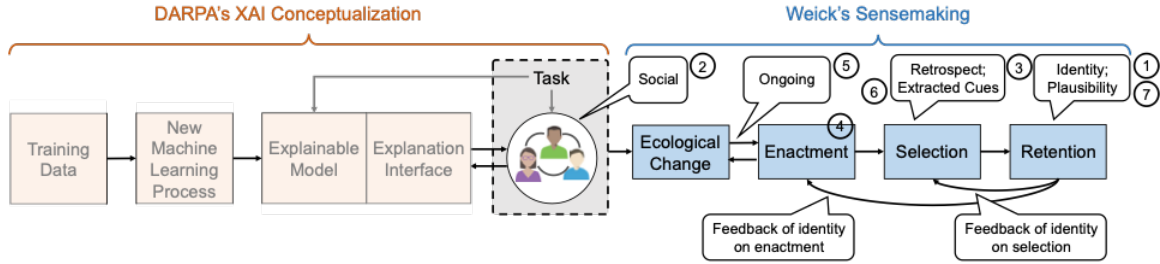 DARPA's XAI Conceptualization
Weick's Sensemaking
Training
Data
New
Machine
Learning
Process
Explainable
Model
Explanation
Interface
Task
Social
2
Ongoing
5
Retrospect;
Extracted Cues
6
3
Identity;
Plausibility
1
7
Ecological
Change
4
Enactment
Selection
Retention
Feedback of identity
on enactment
Feedback of identity
on selection